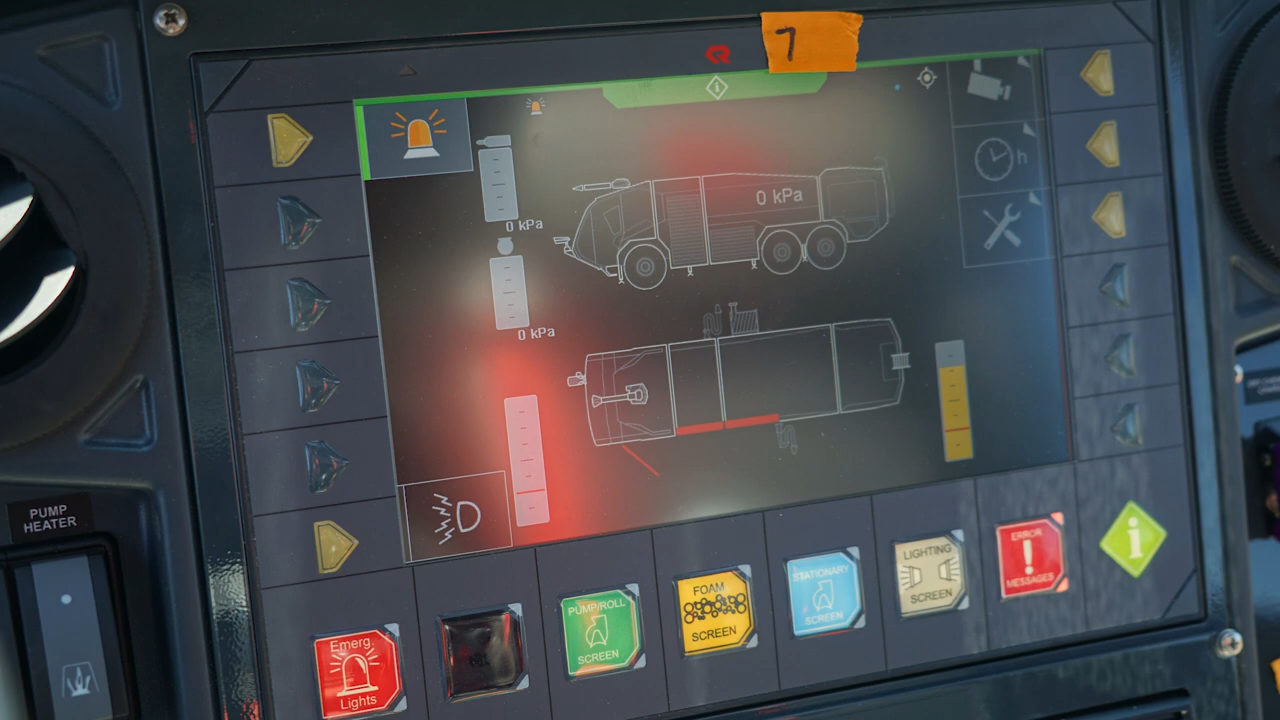 7
0 kPa
0 kPa
0 kPa
h
PUMP
HEATER
Emerg.
Lights
PUMP/ROLL
SCREEN
FOAM
SCREEN
STATIONARY
SCREEN
LIGHTING
SCREEN
ERROR
!
MESSAGES
i